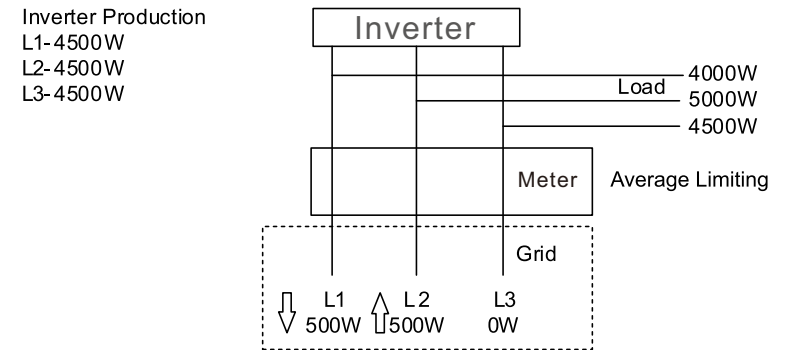 Inverter Production
L1-4500W
L2-4500W
L3-4500W
Inverter
4000W
Load
5000W
4500W
Meter
Average Limiting
Grid
L1 L2 L3
500W 500W 0W